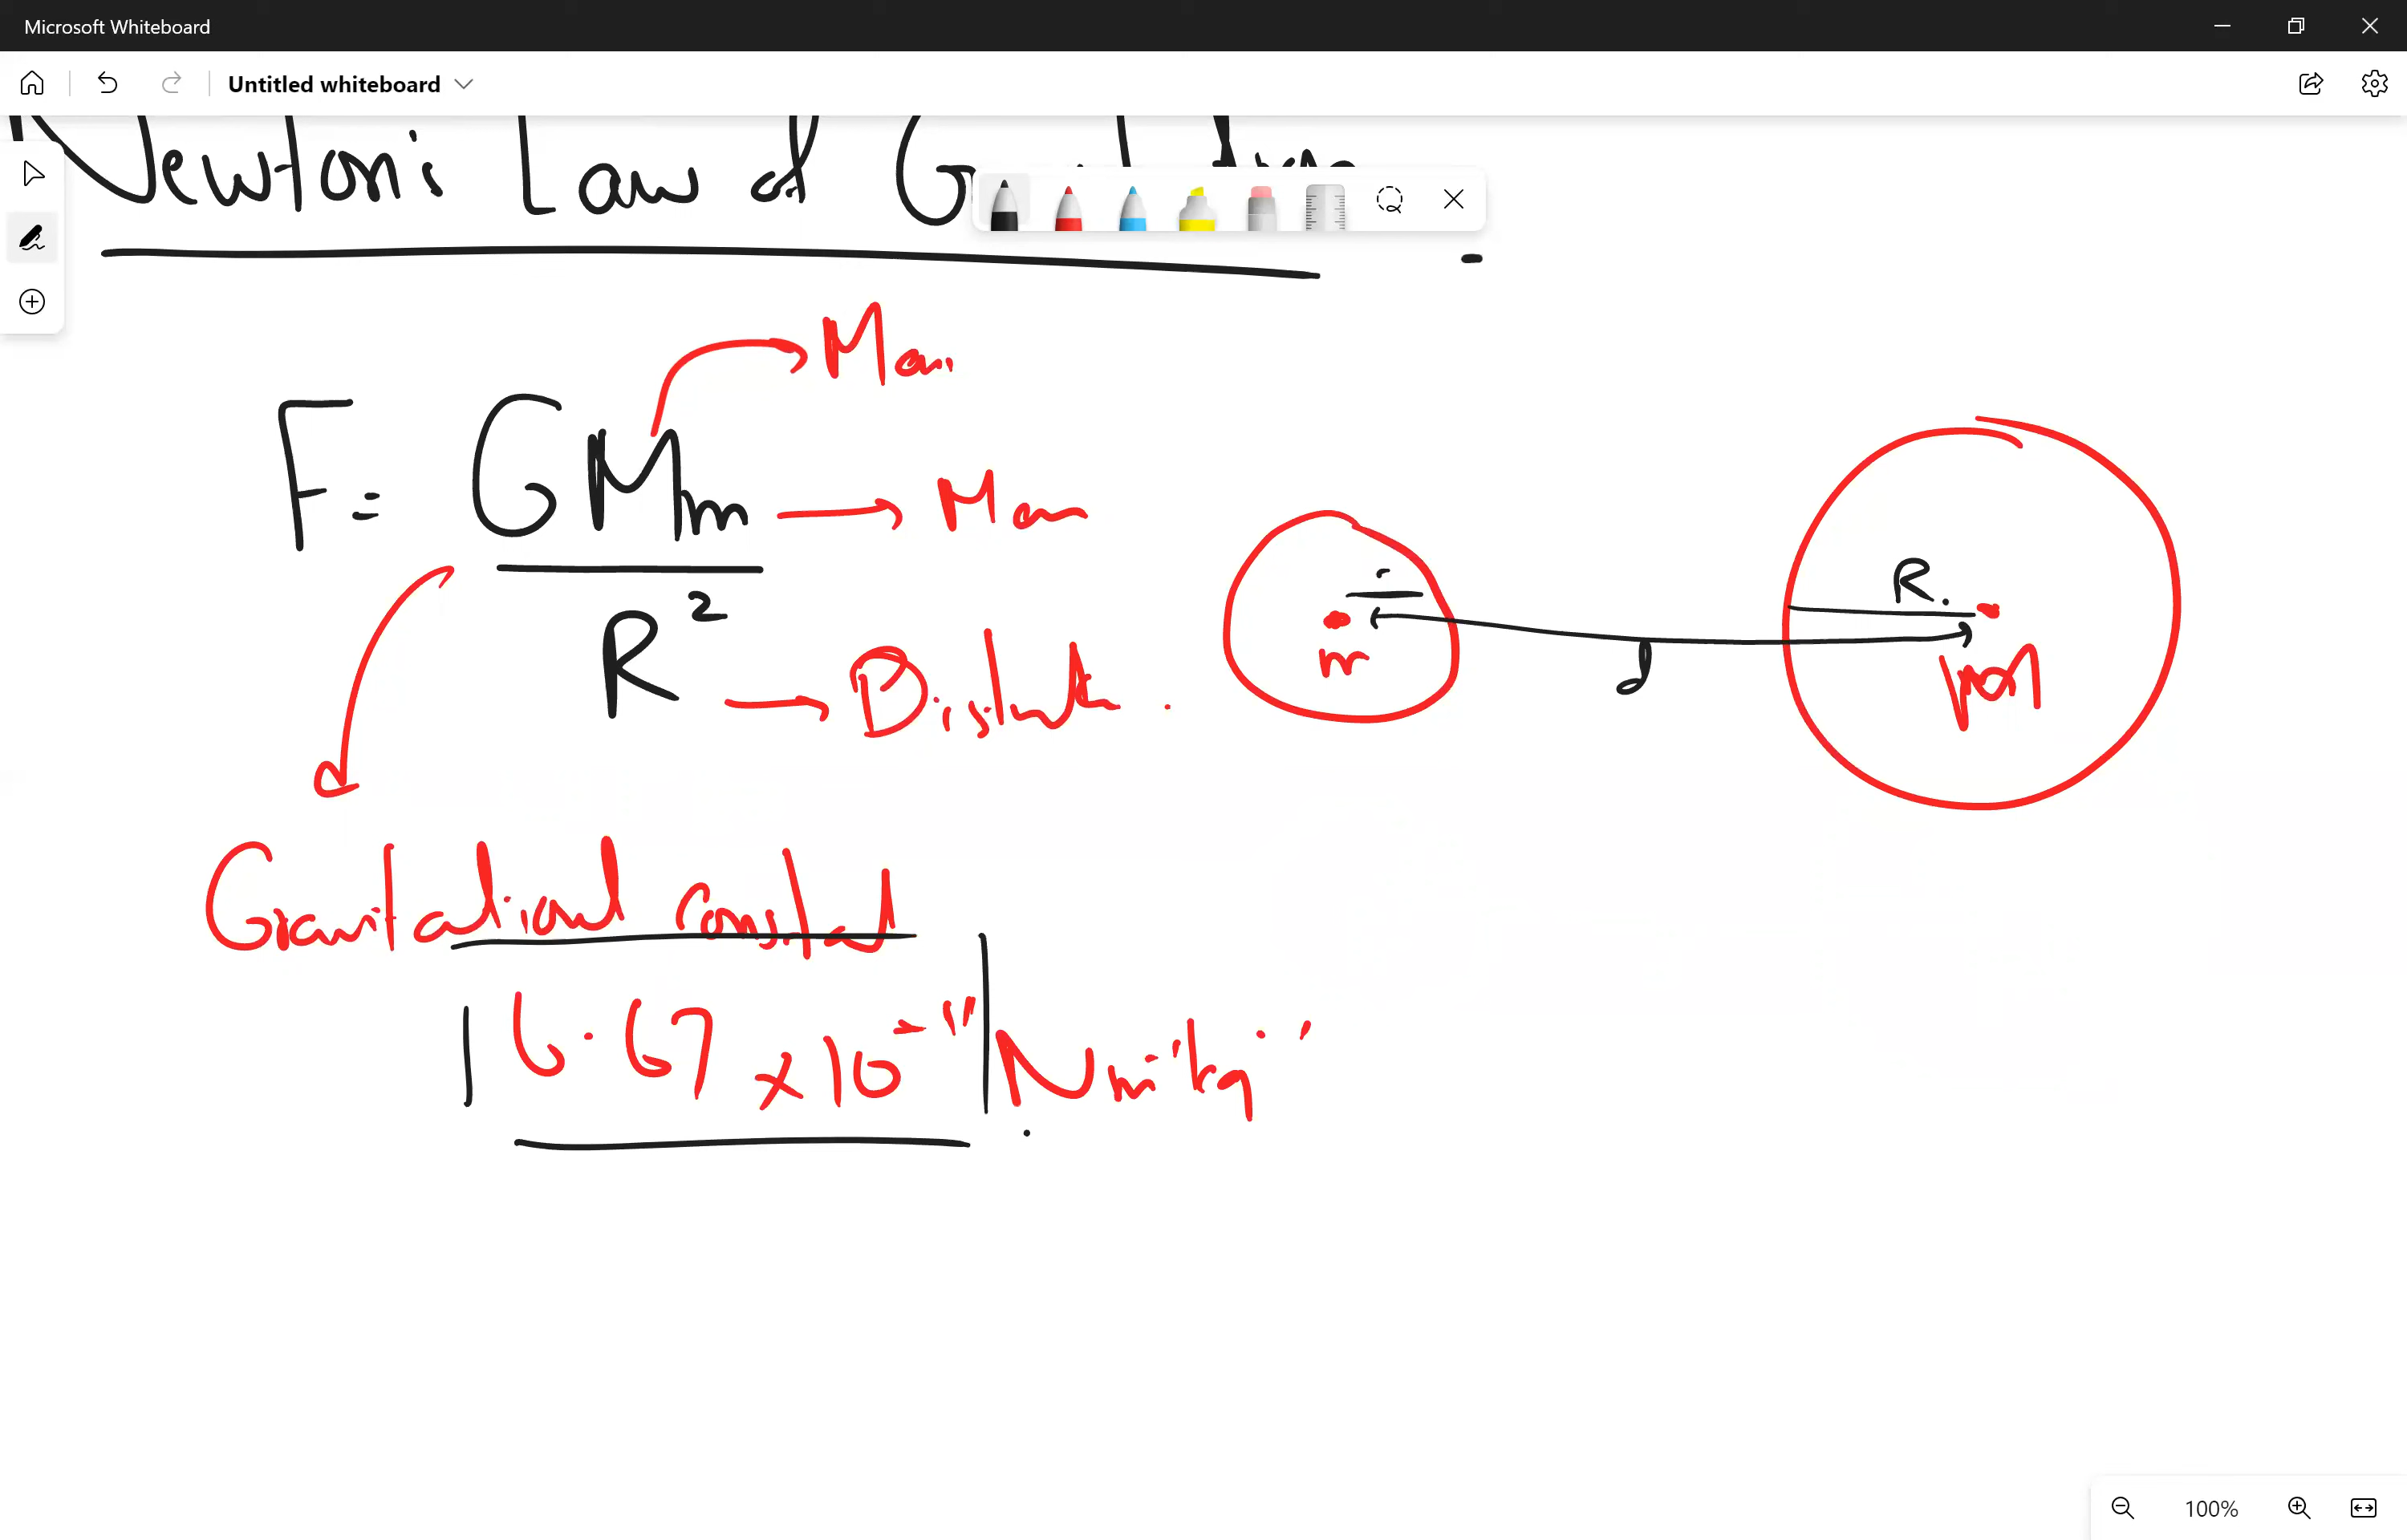 Microsoft Whiteboard
Untitled whiteboard
Newton's Law of
Mass
F = GMm
Mass
R²
Distance
r
m
d
R
M
Gravitational constant
6.67 x 10⁻¹¹ Nm²kg⁻²
100%